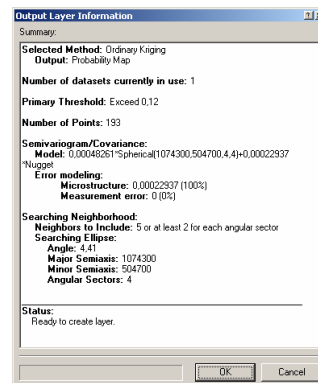 Output Layer Information
Summary:
Selected Method: Ordinary Kriging
Output: Probability Map
Number of datasets currently in use: 1
Primary Threshold: Exceed 0,12
Number of Points: 193
Semivariogram/Covariance:
Model: 0,00048261*Spherical(1074300,504700,4,4)+0,00022937
*Nugget
Error modeling:
Microstructure: 0,00022937 (100%)
Measurement error: 0 (0%)
Searching Neighborhood:
Neighbors to Include: 5 or at least 2 for each angular sector
Searching Ellipse:
Angle: 4,41
Major Semiaxis: 1074300
Minor Semiaxis: 504700
Angular Sectors: 4
Status:
Ready to create layer.
OK
Cancel